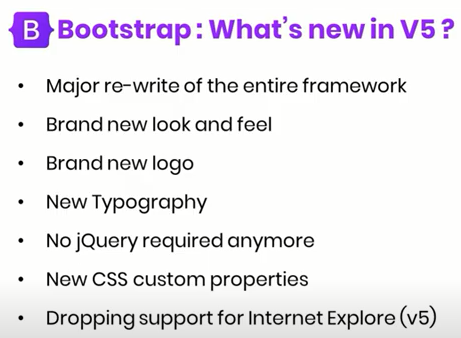 B Bootstrap : What's new in V5 ?
• Major re-write of the entire framework
• Brand new look and feel
• Brand new logo
• New Typography
• No jQuery required anymore
• New CSS custom properties
• Dropping support for Internet Explore (v5)